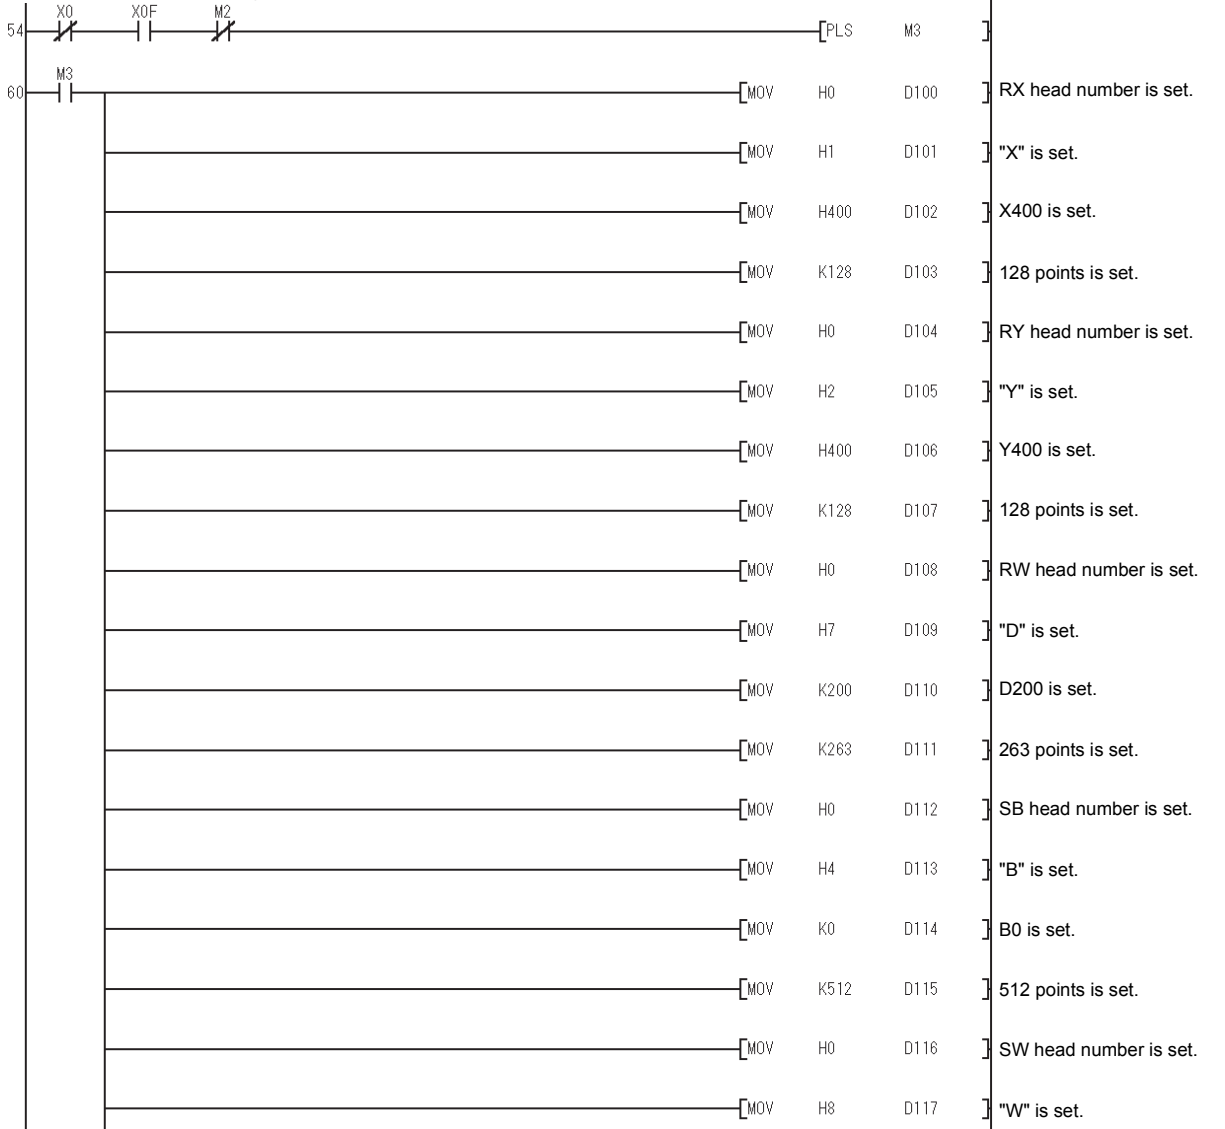 X0 X0F M2
54 [PLS M3 ]
M3
60 [MOV H0 D100 ] RX head number is set.
[MOV H1 D101 ] "X" is set.
[MOV H400 D102 ] X400 is set.
[MOV K128 D103 ] 128 points is set.
[MOV H0 D104 ] RY head number is set.
[MOV H2 D105 ] "Y" is set.
[MOV H400 D106 ] Y400 is set.
[MOV K128 D107 ] 128 points is set.
[MOV H0 D108 ] RW head number is set.
[MOV H7 D109 ] "D" is set.
[MOV K200 D110 ] D200 is set.
[MOV K263 D111 ] 263 points is set.
[MOV H0 D112 ] SB head number is set.
[MOV H4 D113 ] "B" is set.
[MOV K0 D114 ] B0 is set.
[MOV K512 D115 ] 512 points is set.
[MOV H0 D116 ] SW head number is set.
[MOV H8 D117 ] "W" is set.